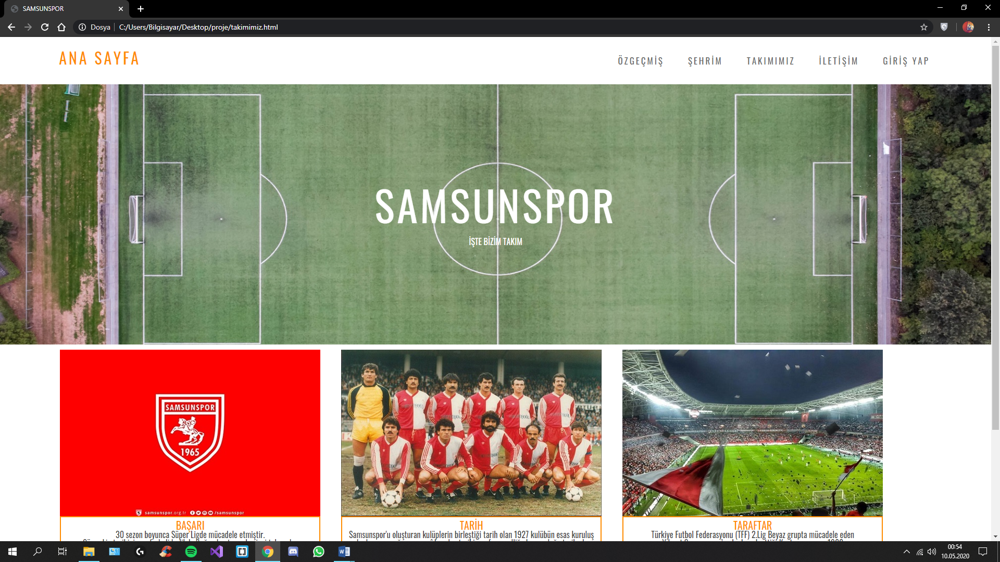 SAMSUNSPOR
Dosya
C:/Users/Bilgisayar/Desktop/proje/takimimiz.html
ANA SAYFA
ÖZGEÇMİŞ
ŞEHRİM
TAKIMIMIZ
İLETİŞİM
GİRİŞ YAP
SAMSUNSPOR
İŞTE BİZİM TAKIM
SAMSUNSPOR
1965
samsunspor.org.tr
/samsunspor
BAŞARI
30 sezon boyunca Süper Ligde mücadele etmiştir.
TARİH
Samsunspor'u oluşturan kulüplerin birleştiği tarih olan 1927 kulübün esas kuruluş
TARAFTAR
Türkiye Futbol Federasyonu (TFF) 2.Lig Beyaz grupta mücadele eden
00:54
10.05.2020